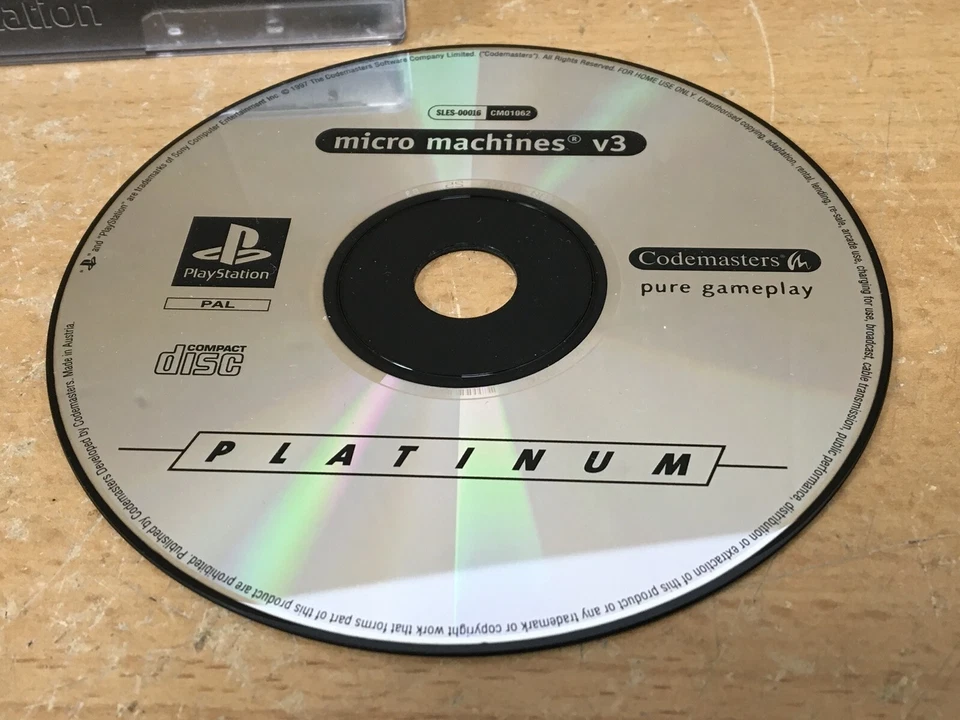 ation
SLES-00016 CM01062
micro machines® v3
PlayStation
PAL
COMPACT
disc
Codemasters
pure gameplay
PLATINUM
" and "PlayStation" are trademarks of Sony Computer Entertainment Inc. © 1997 The Codemasters Software Company Limited. ("Codemasters"). All Rights Reserved. FOR HOME USE ONLY. Unauthorised copying, adaptation, rental, lending, re-sale, arcade use, charging for use, broadcast, cable transmission, public performance, distribution or extraction of this product or any trademark or copyright work that forms part of this product are prohibited. Published by Codemasters Developed by Codemasters. Made in Austria.